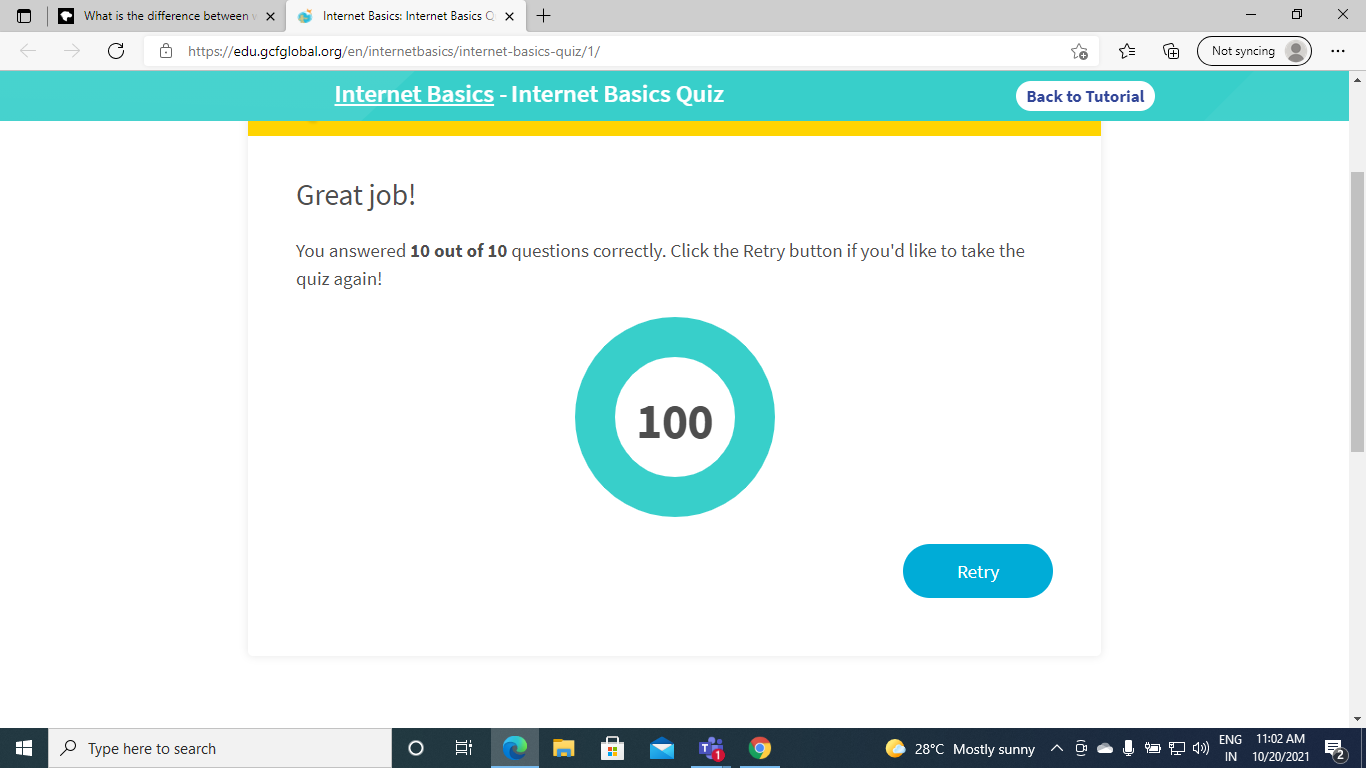 What is the difference between w
Internet Basics: Internet Basics Q
https://edu.gcfglobal.org/en/internetbasics/internet-basics-quiz/1/
Not syncing
Internet Basics - Internet Basics Quiz
Back to Tutorial
Great job!
You answered 10 out of 10 questions correctly. Click the Retry button if you'd like to take the
quiz again!
100
Retry
Type here to search
1
28°C Mostly sunny
ENG
IN
11:02 AM
10/20/2021
2